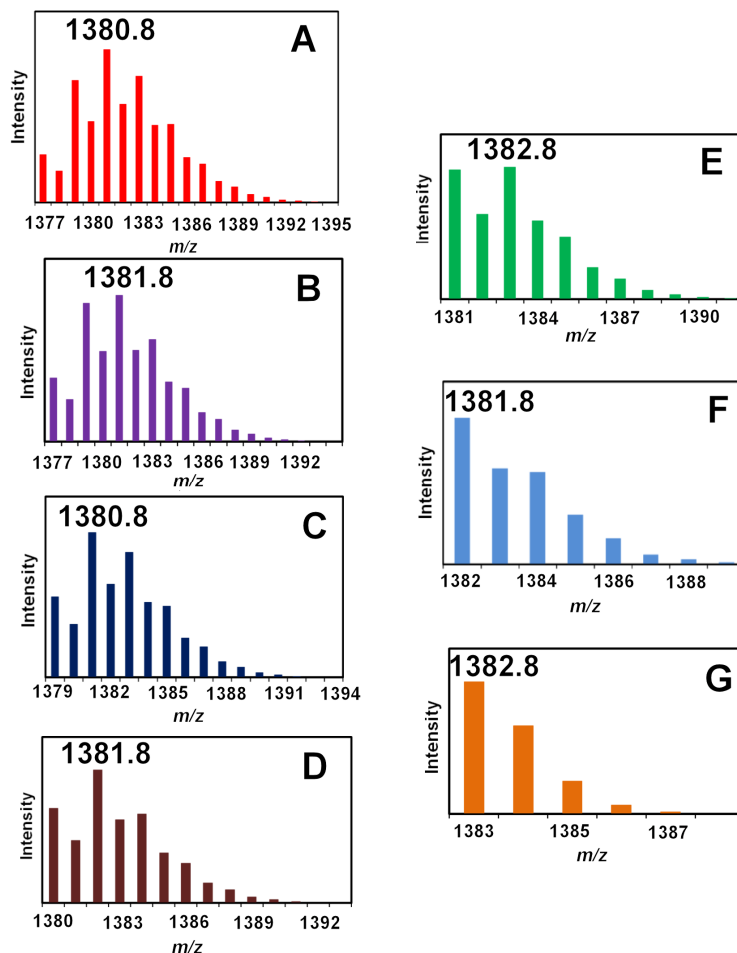 1380.8
A
Intensity
1377 1380 1383 1386 1389 1392 1395
m/z
1381.8
B
Intensity
1377 1380 1383 1386 1389 1392
m/z
1380.8
C
Intensity
1379 1382 1385 1388 1391 1394
m/z
1381.8
D
Intensity
1380 1383 1386 1389 1392
m/z
1382.8
E
Intensity
1381 1384 1387 1390
m/z
1381.8
F
Intensity
1382 1384 1386 1388
m/z
1382.8
G
Intensity
1383 1385 1387
m/z